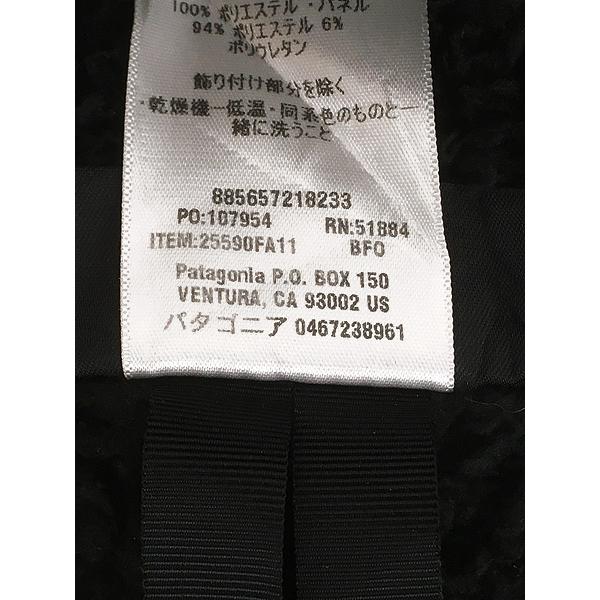 100% ポリエステル・パネル
94% ポリエステル 6%
ポリウレタン
飾り付け部分を除く
・乾燥機一低温・同系色のものと一
緒に洗うこと
885657218233
PO:107954 RN:51884
ITEM:25590FA11 BFO
Patagonia P.O. BOX 150
VENTURA, CA 93002 US
パタゴニア 0467238961